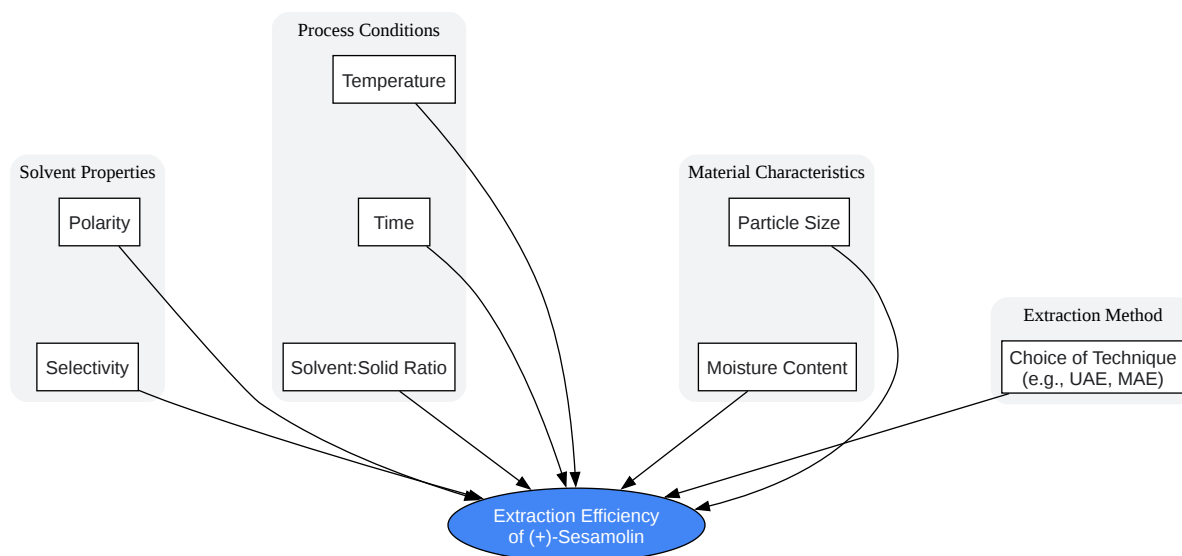 Process Conditions
Temperature
Time
Solvent:Solid Ratio
Solvent Properties
Polarity
Selectivity
Material Characteristics
Particle Size
Moisture Content
Extraction Method
Choice of Technique
(e.g., UAE, MAE)
Extraction Efficiency
of (+)-Sesamolin